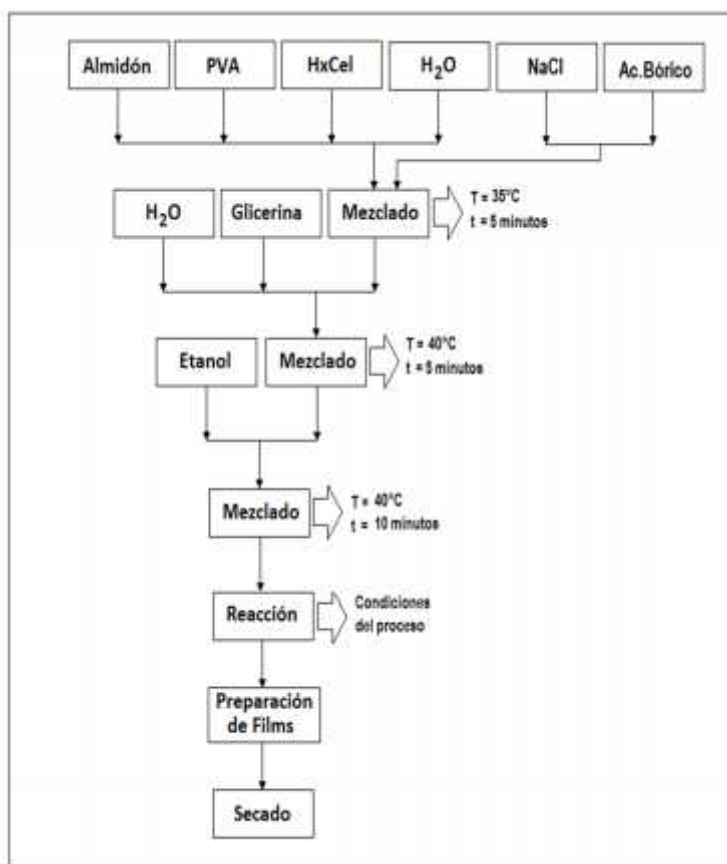 Almidón
PVA
HxCel
H2O
NaCl
Ac.Bórico
H2O
Glicerina
Mezclado
T = 35°C
t = 5 minutos
Etanol
Mezclado
T = 40°C
t = 5 minutos
Mezclado
T = 40°C
t = 10 minutos
Reacción
Condiciones
del proceso
Preparación
de Films
Secado